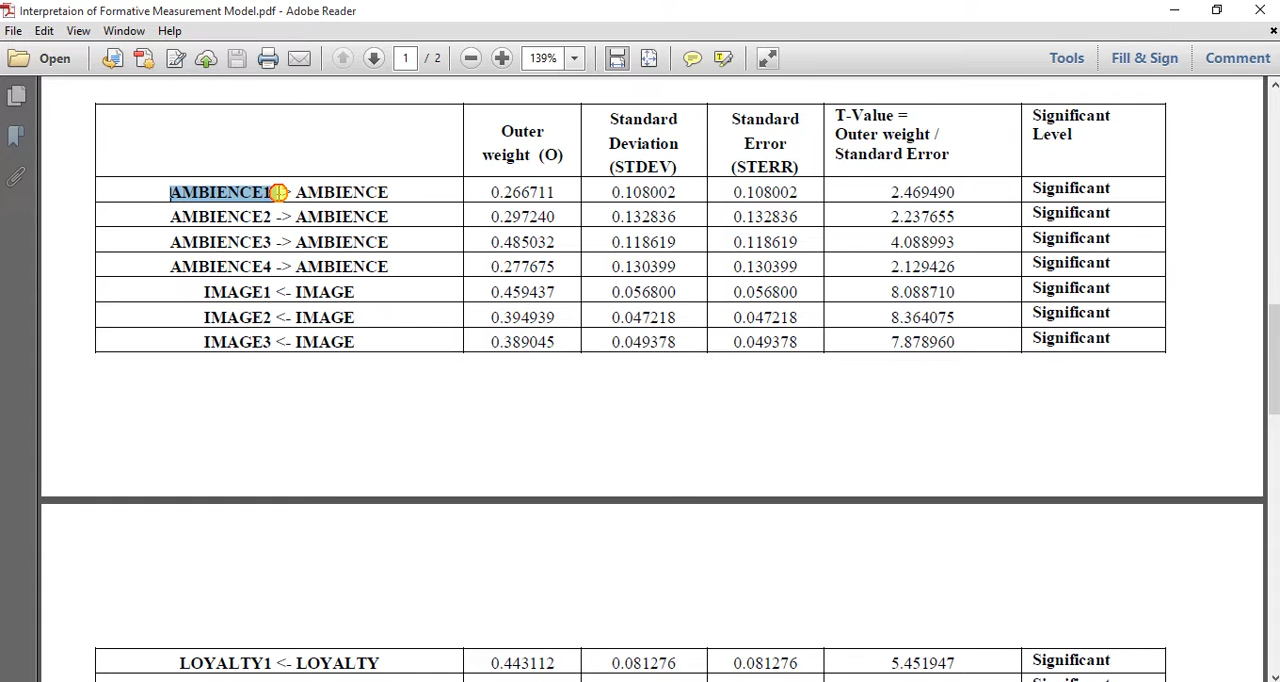 Interpretaion of Formative Measurement Model.pdf - Adobe Reader
File Edit View Window Help
Open 1 / 2 139% Tools Fill & Sign Comment
Outer weight (O) Standard Deviation (STDEV) Standard Error (STERR) T-Value = Outer weight / Standard Error Significant Level
AMBIENCE1 -> AMBIENCE 0.266711 0.108002 0.108002 2.469490 Significant
AMBIENCE2 -> AMBIENCE 0.297240 0.132836 0.132836 2.237655 Significant
AMBIENCE3 -> AMBIENCE 0.485032 0.118619 0.118619 4.088993 Significant
AMBIENCE4 -> AMBIENCE 0.277675 0.130399 0.130399 2.129426 Significant
IMAGE1 <- IMAGE 0.459437 0.056800 0.056800 8.088710 Significant
IMAGE2 <- IMAGE 0.394939 0.047218 0.047218 8.364075 Significant
IMAGE3 <- IMAGE 0.389045 0.049378 0.049378 7.878960 Significant
LOYALTY1 <- LOYALTY 0.443112 0.081276 0.081276 5.451947 Significant